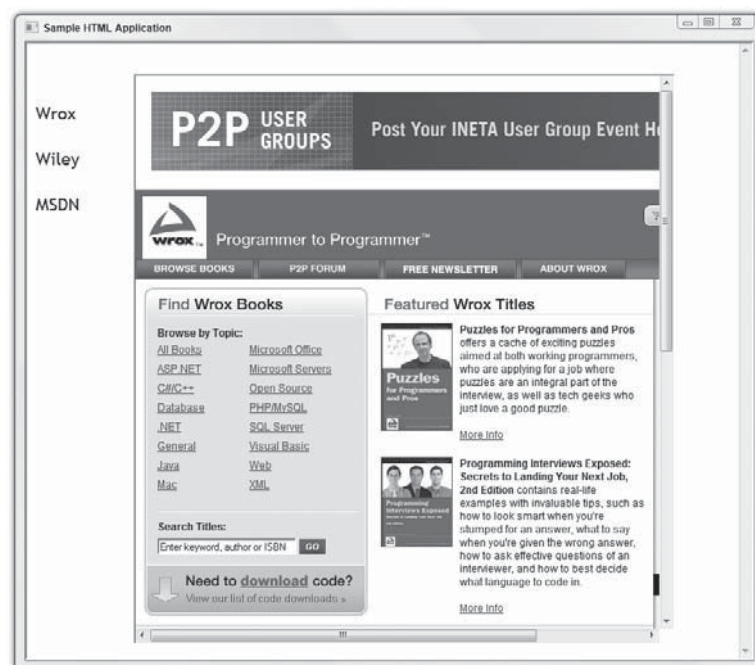 Sample HTML Application
Wrox
Wiley
MSDN
P2P USER GROUPS
Post Your INETA User Group Event H
wrox™
Programmer to Programmer™
BROWSE BOOKS
P2P FORUM
FREE NEWSLETTER
ABOUT WROX
Find Wrox Books
Browse by Topic:
All Books
Microsoft Office
ASP.NET
Microsoft Servers
C#/C++
Open Source
Database
PHP/MySQL
.NET
SQL Server
General
Visual Basic
Java
Web
Mac
XML
Search Titles:
Enter keyword, author or ISBN
GO
Need to download code?
View our list of code downloads »
Featured Wrox Titles
Puzzles
for Programmers
and Pros
Puzzles for Programmers and Pros
offers a cache of exciting puzzles
aimed at both working programmers,
who are applying for a job where
puzzles are an integral part of the
interview, as well as tech geeks who
just love a good puzzle.
More Info
Programming
Interviews Exposed
Programming Interviews Exposed:
Secrets to Landing Your Next Job,
2nd Edition contains real-life
examples with invaluable tips, such as
how to look smart when you're
stumped for an answer, what to say
when you're given the wrong answer,
how to ask effective questions of an
interviewer, and how to best decide
what language to code in.
More Info